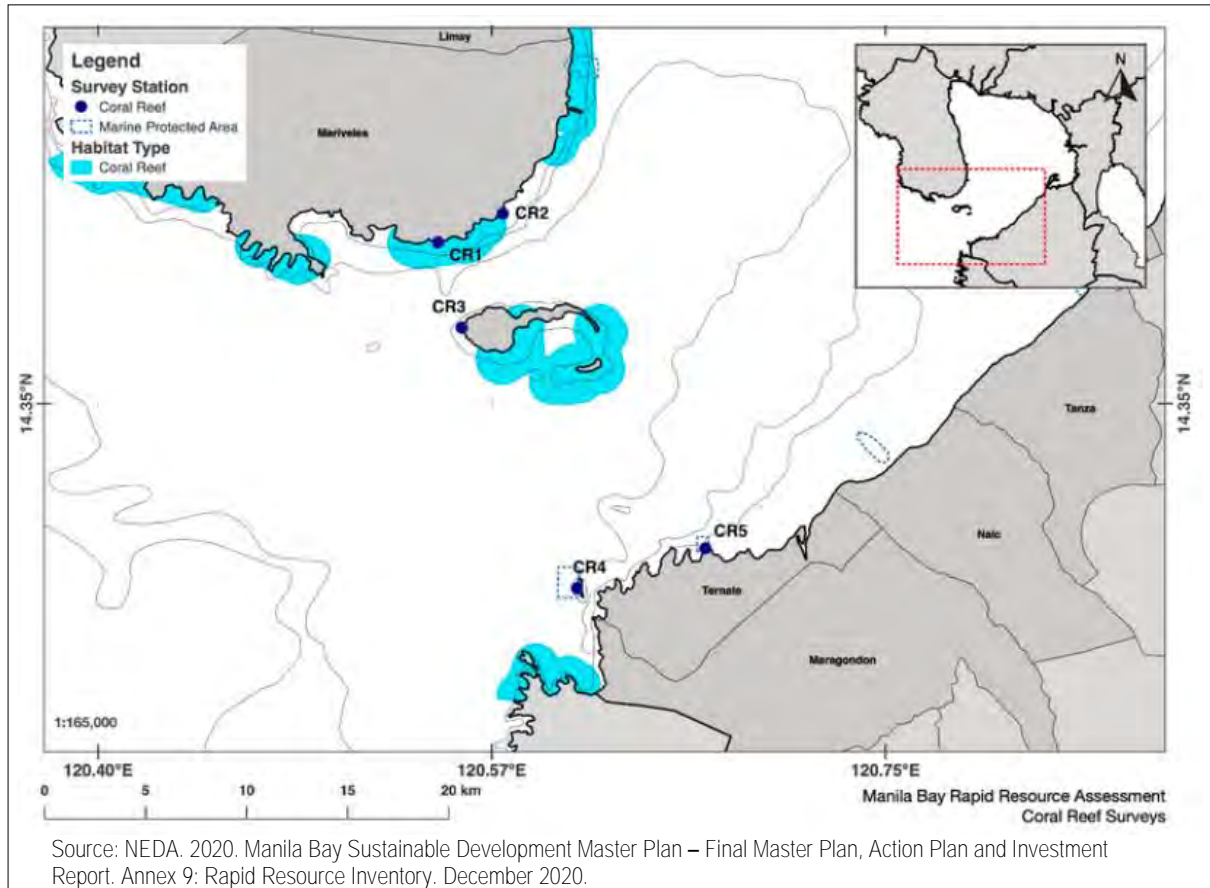 Limay
Legend
Survey Station
Coral Reef
Marine Protected Area
Habitat Type
Coral Reef
Mariveles
N
CR2
CR1
CR3
14.35°N
14.35°N
Tanza
CR5
Naic
CR4
Ternate
Maragondon
1:165,000
120.40°E
120.57°E
120.75°E
0 5 10 15 20 km
Manila Bay Rapid Resource Assessment
Coral Reef Surveys
Source: NEDA. 2020. Manila Bay Sustainable Development Master Plan – Final Master Plan, Action Plan and Investment
Report. Annex 9: Rapid Resource Inventory. December 2020.